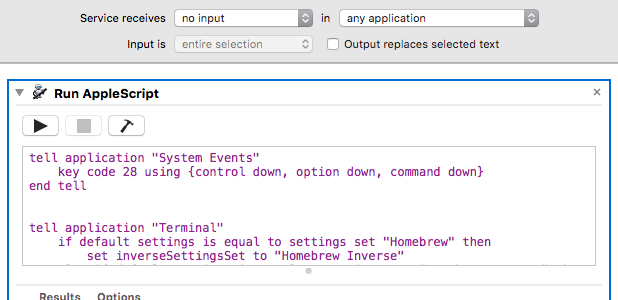 Service receives no input in any application
Input is entire selection Output replaces selected text
Run AppleScript
tell application "System Events"
key code 28 using {control down, option down, command down}
end tell
tell application "Terminal"
if default settings is equal to settings set "Homebrew" then
set inverseSettingsSet to "Homebrew Inverse"
Results Options